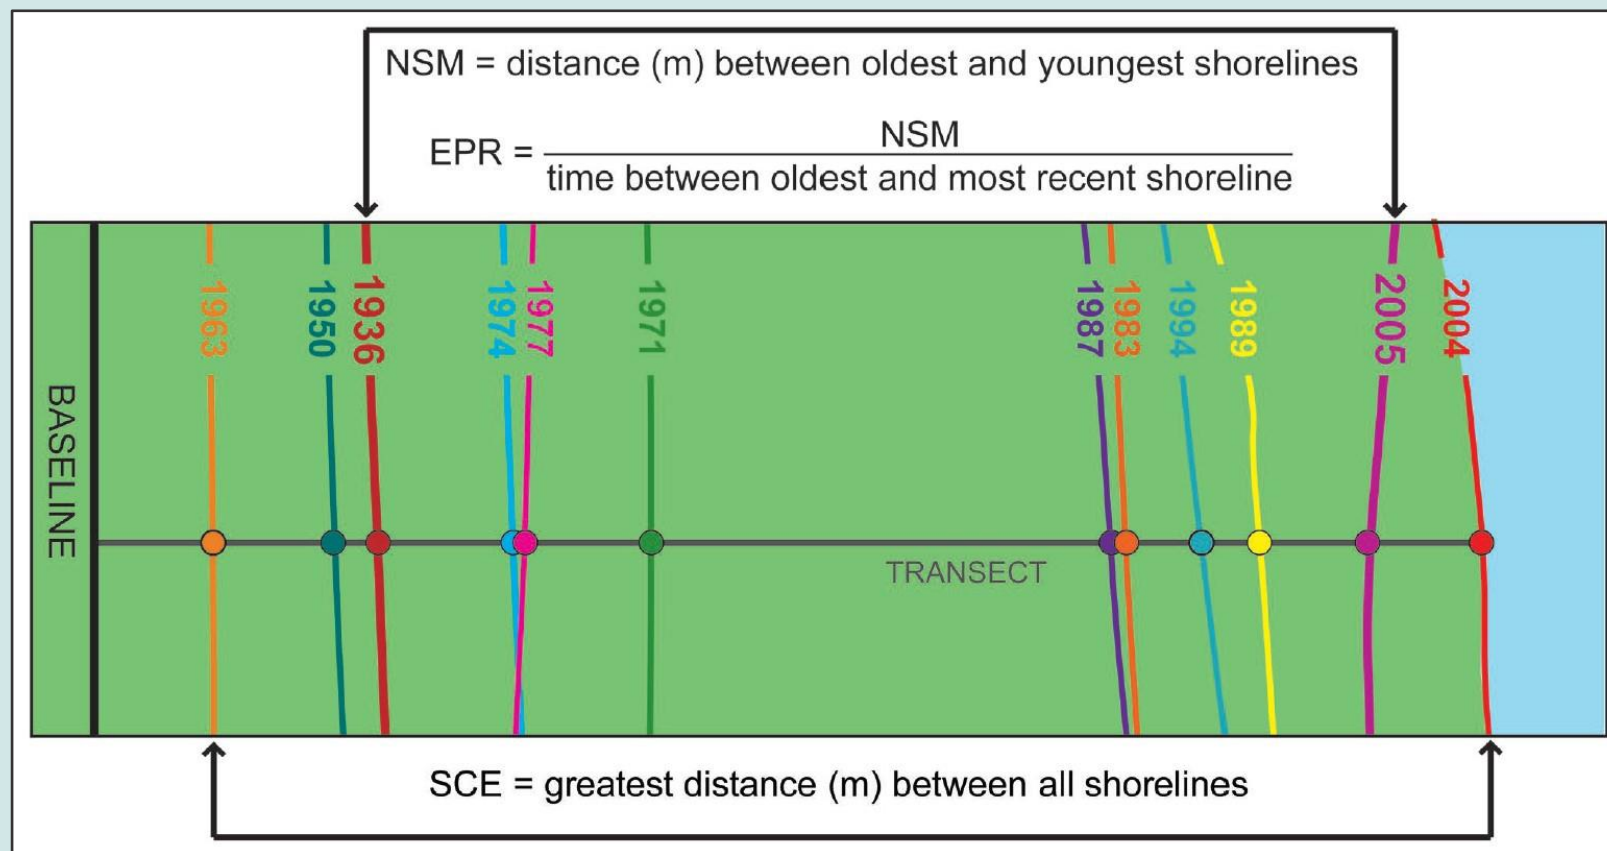 NSM = distance (m) between oldest and youngest shorelines
EPR = NSM
time between oldest and most recent shoreline
BASELINE
1963
1950
1936
1974
1977
1971
1987
1983
1994
1989
2005
2004
TRANSECT
SCE = greatest distance (m) between all shorelines